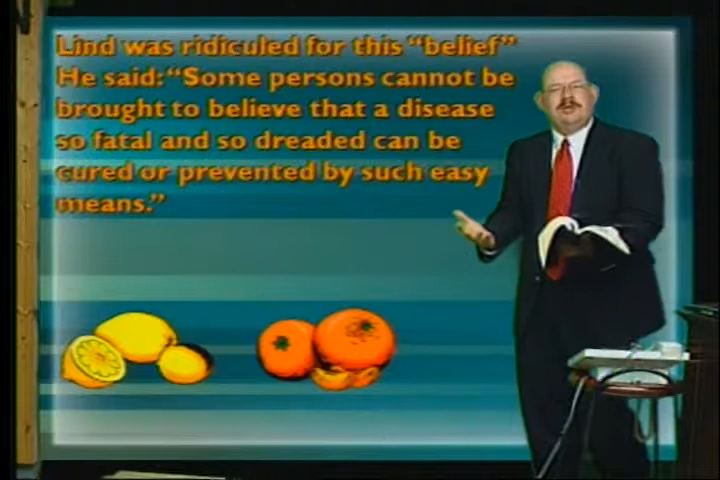 Lind was ridiculed for this “belief”
He said:“Some persons cannot be
brought to believe that a disease
so fatal and so dreaded can be
cured or prevented by such easy
means.”